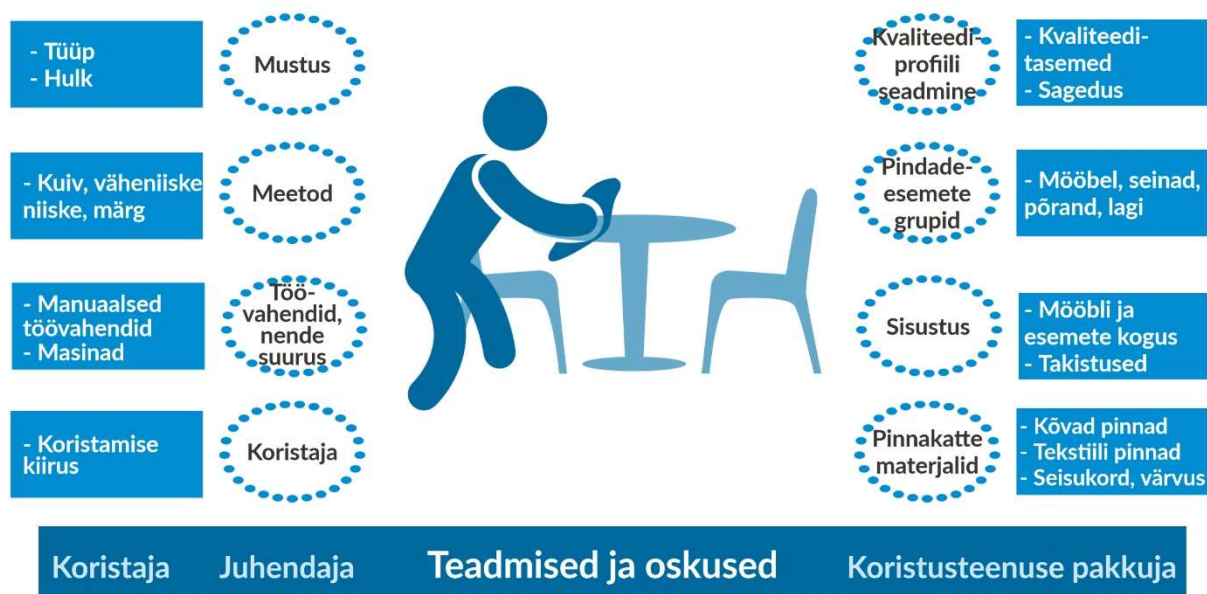 - Tüüp
- Hulk
Mustus
Kvaliteedi-
profiili
seadmine
- Kvaliteedi-
tasemed
- Sagedus
- Kuiv, väheniiske
niiske, märg
Meetod
Pindade-
esemete
grupid
- Mööbel, seinad,
põrand, lagi
- Manuaalsed
töövahendid
- Masinad
Töö-
vahendid,
nende
suurus
Sisustus
- Mööbli ja
esemete kogus
- Takistused
- Koristamise
kiirus
Koristaja
Pinnakatte
materjalid
- Kõvad pinnad
- Tekstiili pinnad
- Seisukord, värvus
Koristaja Juhendaja Teadmised ja oskused Koristusteenuse pakkuja